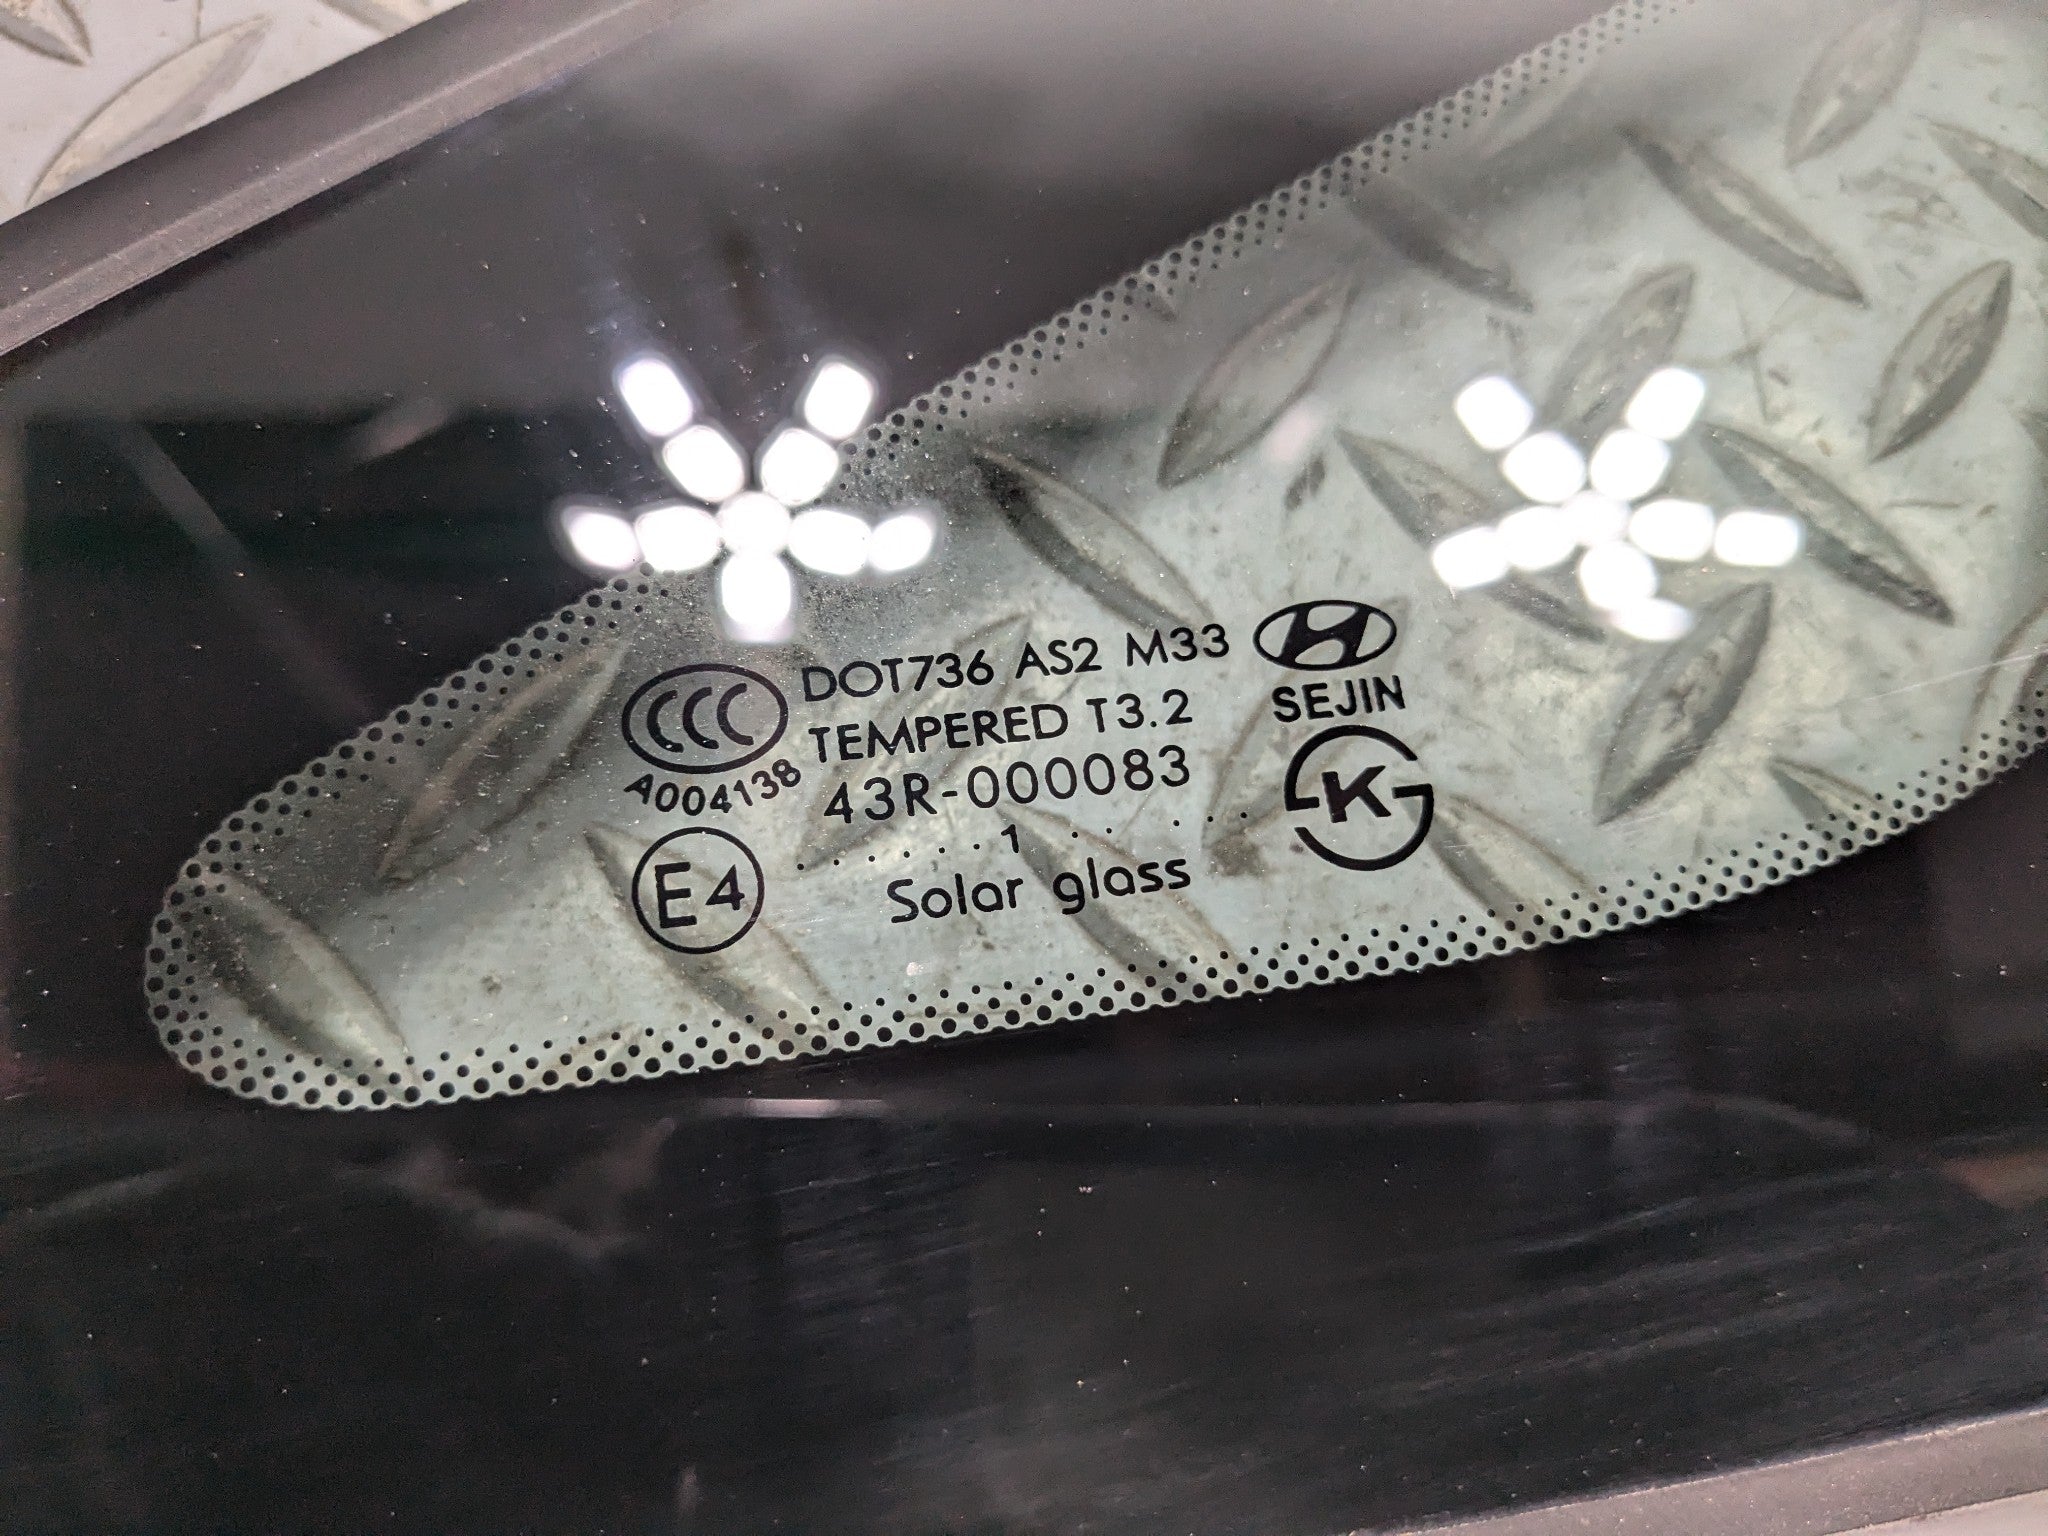 CCC DOT736 AS2 M33
TEMPERED T3.2
SEJIN
A004138
43R-000083
K
......1......
E4
Solar glass